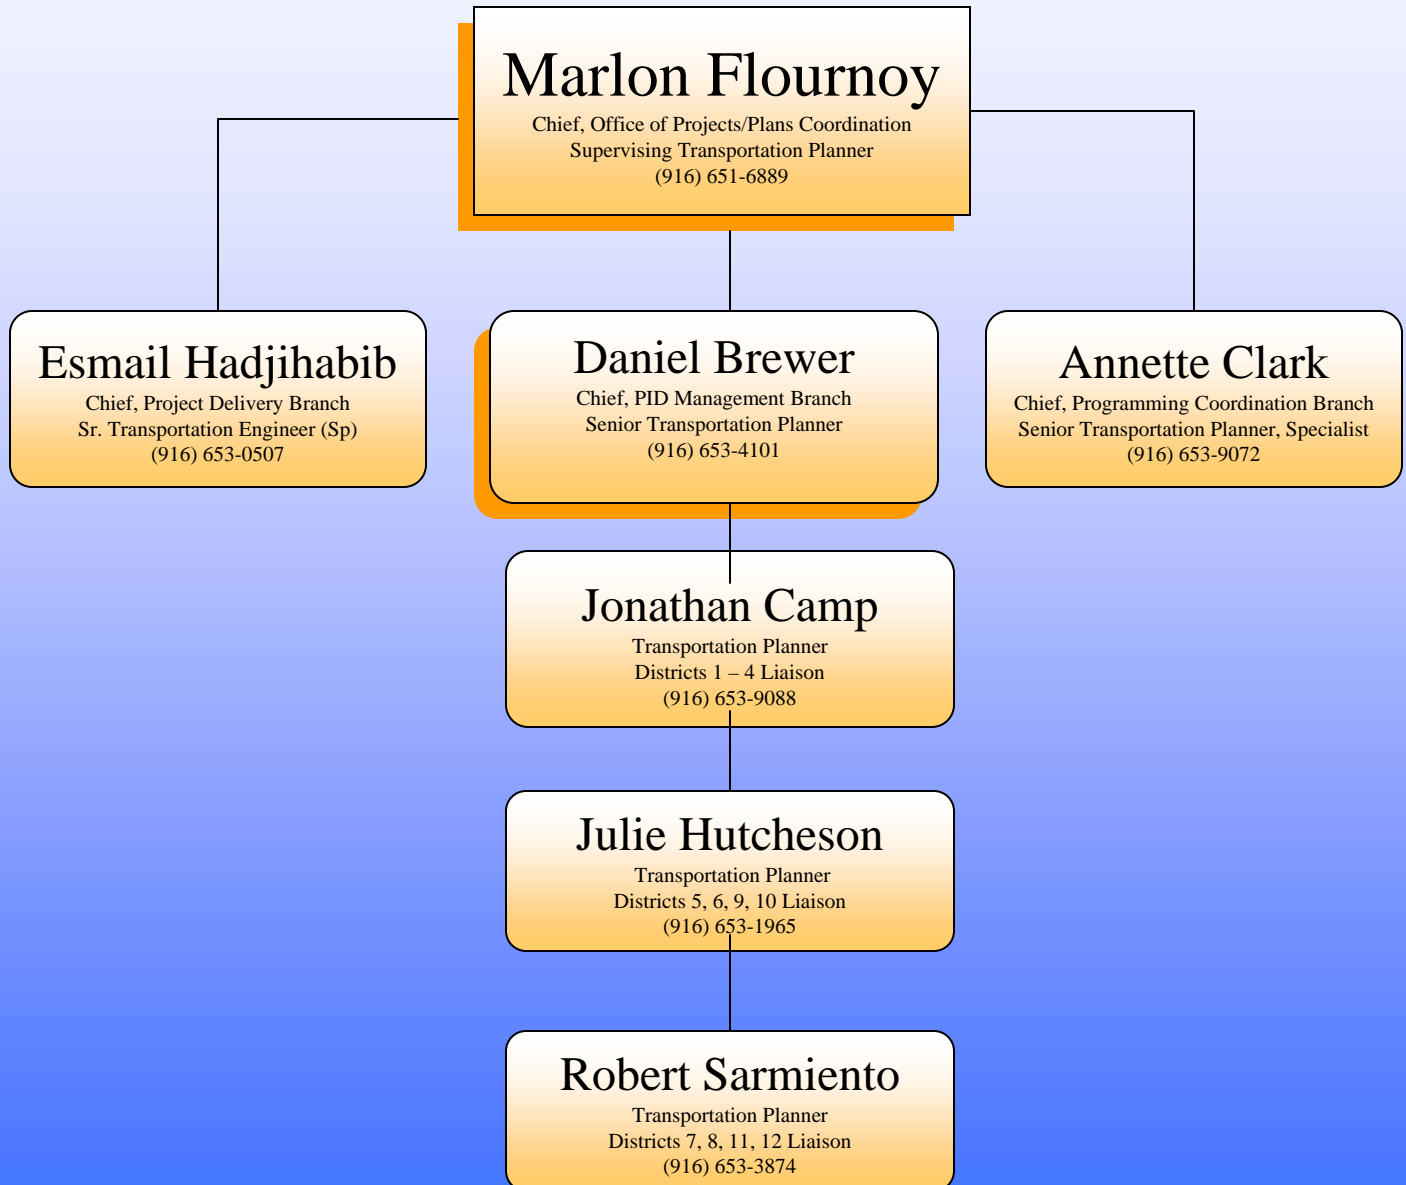 Marlon Flournoy
Chief, Office of Projects/Plans Coordination
Supervising Transportation Planner
(916) 651-6889
Esmail Hadjihabib
Chief, Project Delivery Branch
Sr. Transportation Engineer (Sp)
(916) 653-0507
Daniel Brewer
Chief, PID Management Branch
Senior Transportation Planner
(916) 653-4101
Annette Clark
Chief, Programming Coordination Branch
Senior Transportation Planner, Specialist
(916) 653-9072
Jonathan Camp
Transportation Planner
Districts 1 – 4 Liaison
(916) 653-9088
Julie Hutcheson
Transportation Planner
Districts 5, 6, 9, 10 Liaison
(916) 653-1965
Robert Sarmiento
Transportation Planner
Districts 7, 8, 11, 12 Liaison
(916) 653-3874